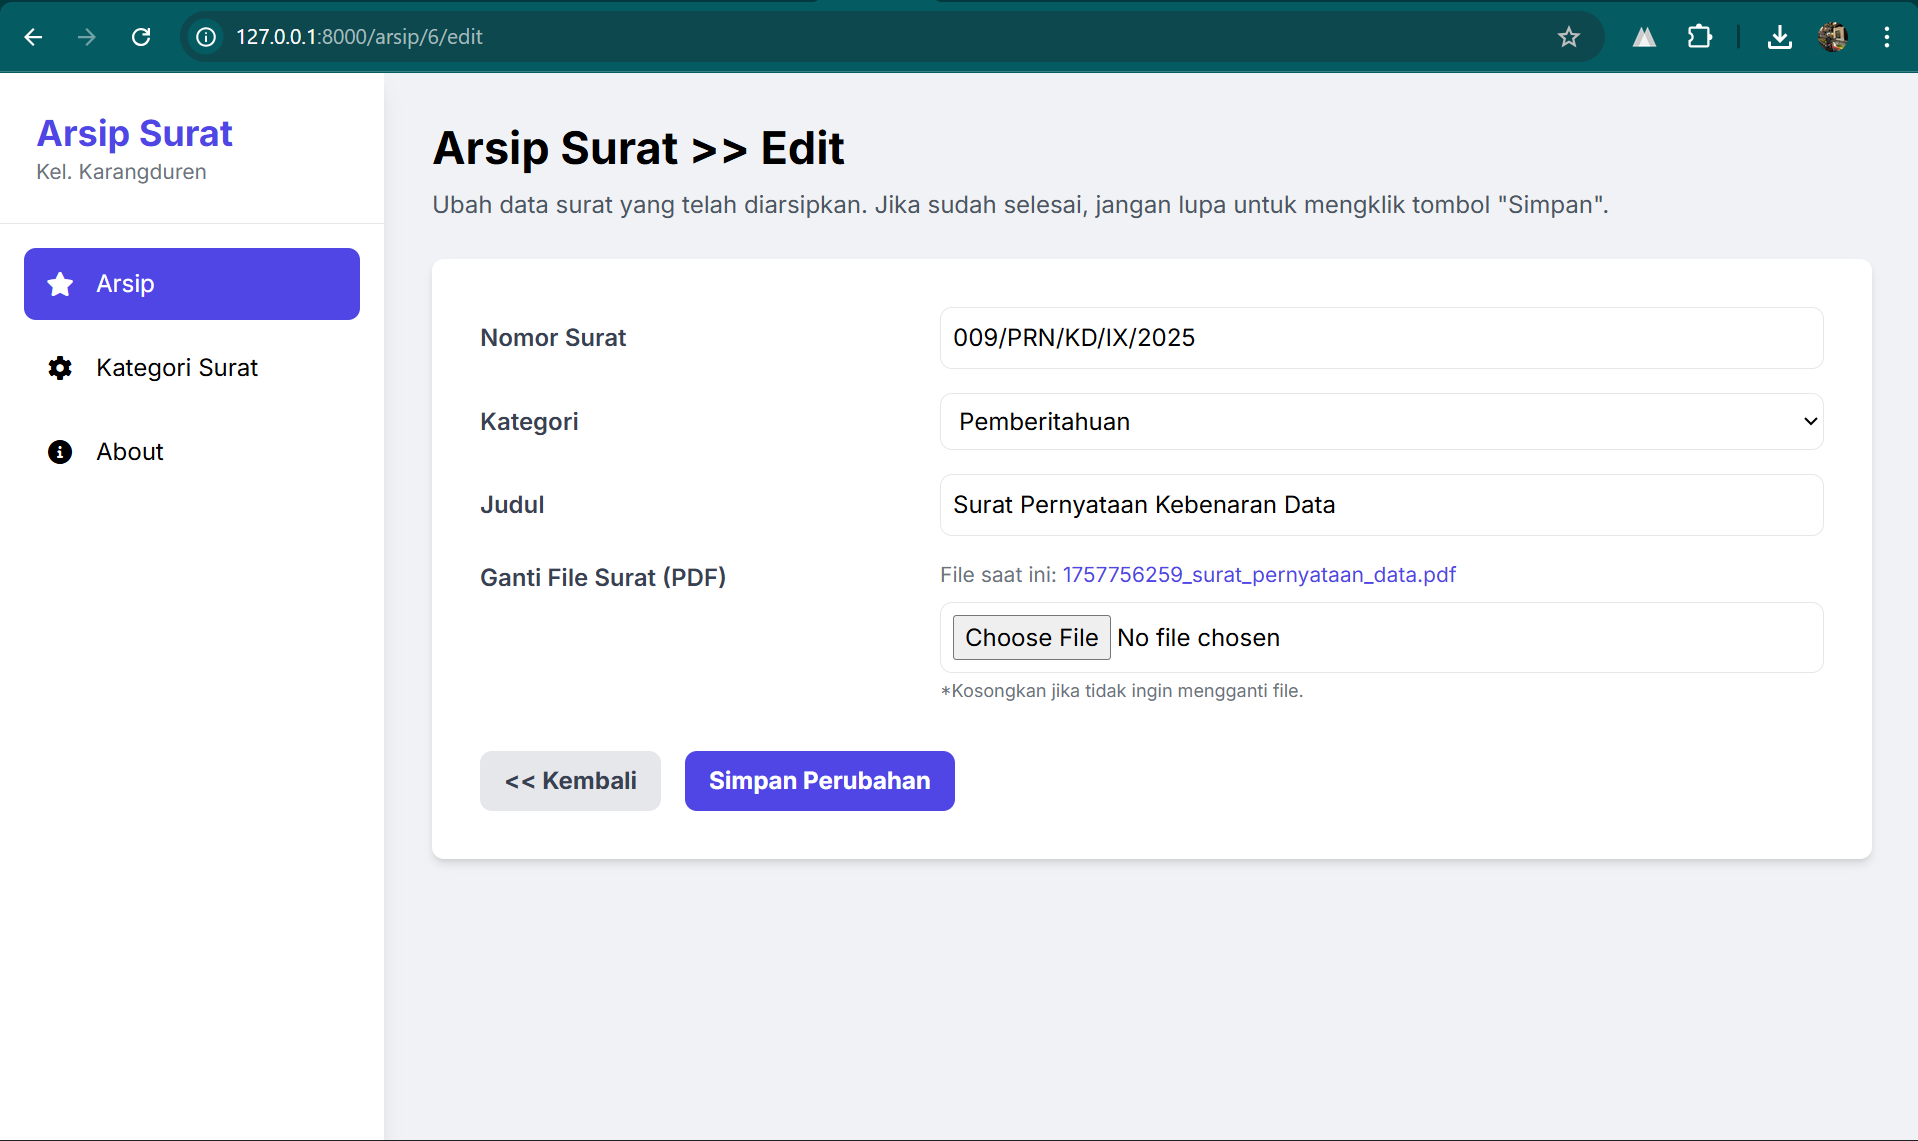 127.0.0.1:8000/arsip/6/edit
Arsip Surat
Kel. Karangduren
Arsip
Kategori Surat
About
Arsip Surat >> Edit
Ubah data surat yang telah diarsipkan. Jika sudah selesai, jangan lupa untuk mengklik tombol "Simpan".
Nomor Surat
009/PRN/KD/IX/2025
Kategori
Pemberitahuan
Judul
Surat Pernyataan Kebenaran Data
Ganti File Surat (PDF)
File saat ini: 1757756259_surat_pernyataan_data.pdf
Choose File No file chosen
*Kosongkan jika tidak ingin mengganti file.
<< Kembali
Simpan Perubahan